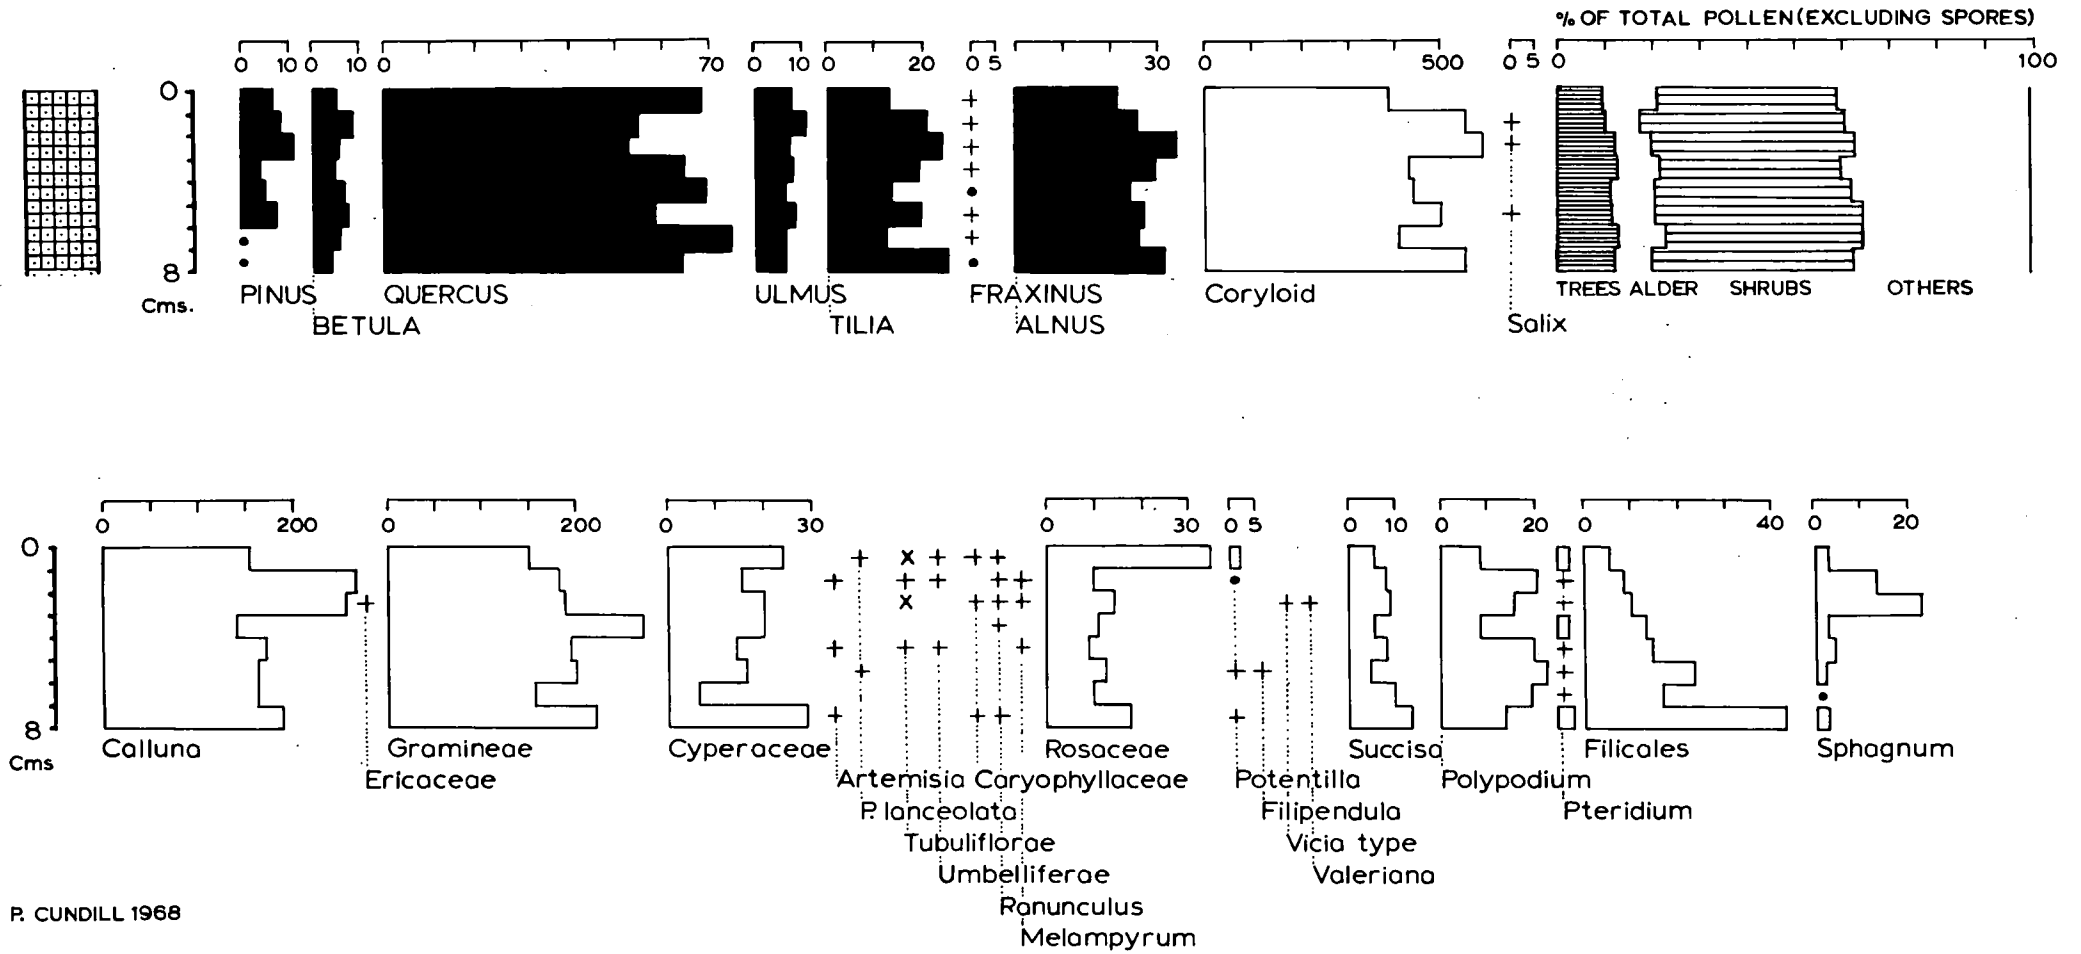 % OF TOTAL POLLEN (EXCLUDING SPORES)
0 10 0 10 0 70 0 10 0 20 0 5 30 0 500 0 5 0 100
0
8
Cms.
PINUS QUERCUS ULMUS FRAXINUS Coryloid TREES ALDER SHRUBS OTHERS
BETULA TILIA ALNUS Salix
0 200 0 200 0 30 0 30 0 5 0 10 0 20 0 40 0 20
0
8
Cms
Calluna Gramineae Cyperaceae Rosaceae Succisa Filicales Sphagnum
Ericaceae Artemisia Caryophyllaceae Potentilla Polypodium
P. lanceolata Filipendula Pteridium
Tubuliflorae Vicia type
Umbelliferae Valeriana
Ranunculus
Melampyrum
P. CUNDILL 1968